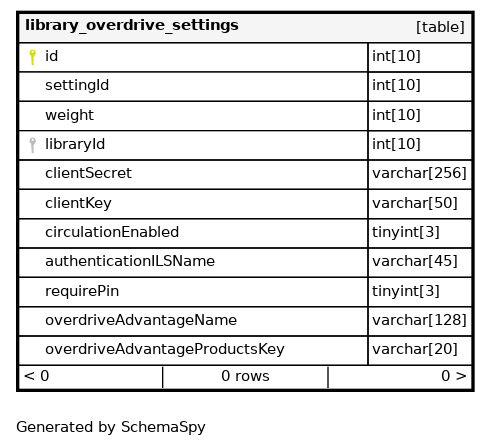 library_overdrive_settings [table]
id int[10]
settingId int[10]
weight int[10]
libraryId int[10]
clientSecret varchar[256]
clientKey varchar[50]
circulationEnabled tinyint[3]
authenticationILSName varchar[45]
requirePin tinyint[3]
overdriveAdvantageName varchar[128]
overdriveAdvantageProductsKey varchar[20]
< 0 0 rows 0 >
Generated by SchemaSpy